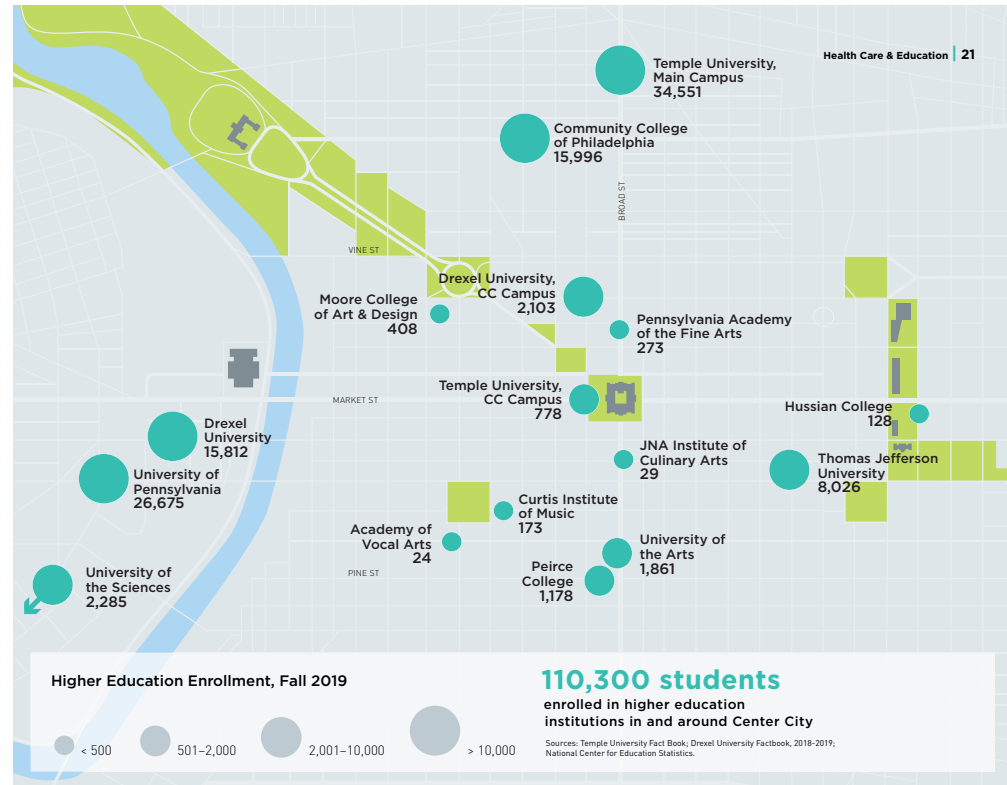 Health Care & Education | 21
Temple University,
Main Campus
34,551
Community College
of Philadelphia
15,996
BROAD ST
VINE ST
Drexel University,
CC Campus
2,103
Moore College
of Art & Design
408
Pennsylvania Academy
of the Fine Arts
273
Temple University,
CC Campus
778
MARKET ST
Hussian College
128
Drexel
University
15,812
JNA Institute of
Culinary Arts
29
Thomas Jefferson
University
8,026
University of
Pennsylvania
26,675
Curtis Institute
of Music
173
Academy of
Vocal Arts
24
University of
the Arts
1,861
Peirce
College
1,178
PINE ST
University of
the Sciences
2,285
Higher Education Enrollment, Fall 2019
< 500
501–2,000
2,001–10,000
> 10,000
110,300 students
enrolled in higher education
institutions in and around Center City
Sources: Temple University Fact Book; Drexel University Factbook, 2018-2019;
National Center for Education Statistics.